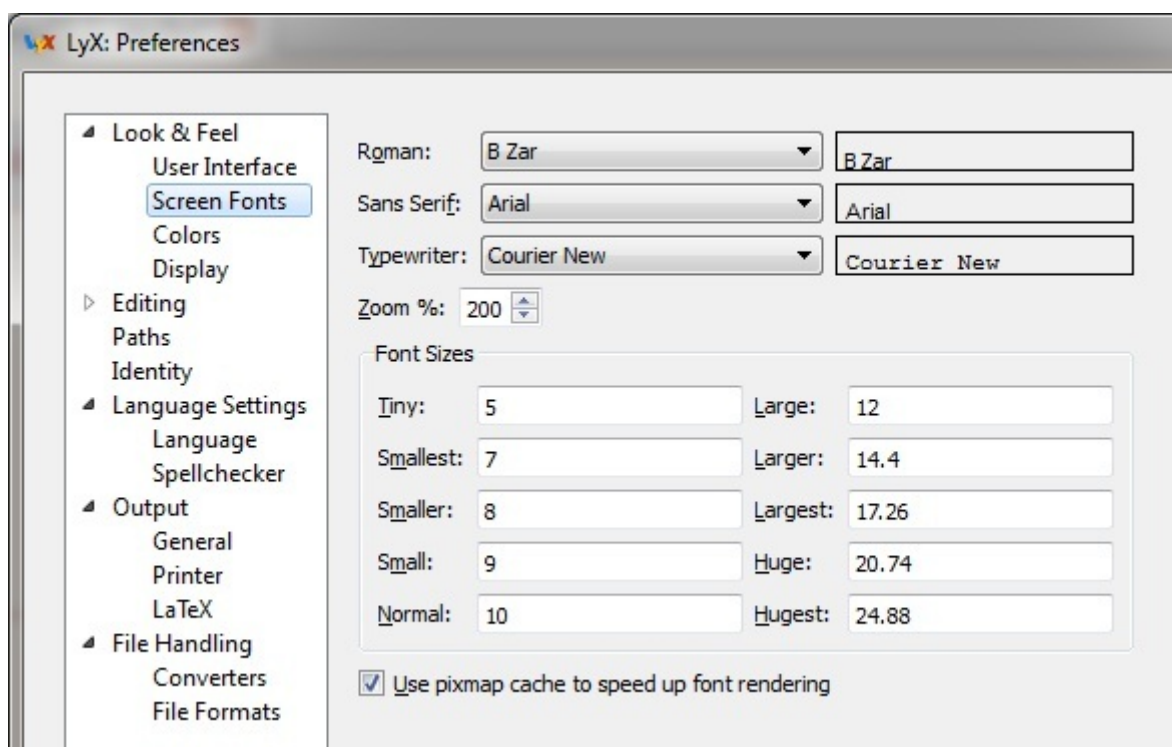 LyX: Preferences
Look & Feel
User Interface
Screen Fonts
Colors
Display
Editing
Paths
Identity
Language Settings
Language
Spellchecker
Output
General
Printer
LaTeX
File Handling
Converters
File Formats
Roman: B Zar B Zar
Sans Serif: Arial Arial
Typewriter: Courier New Courier New
Zoom %: 200
Font Sizes
Tiny: 5 Large: 12
Smallest: 7 Larger: 14.4
Smaller: 8 Largest: 17.26
Small: 9 Huge: 20.74
Normal: 10 Hugest: 24.88
Use pixmap cache to speed up font rendering